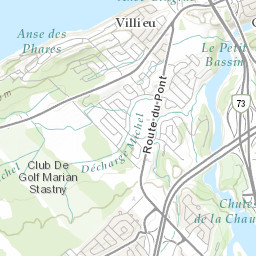 Anse des
Phares
Villieu
Le Petit
Bassin
73
Route du Pont
Décharge Michel
Club De
Golf Marian
Stastny
Chutes
de la Chau